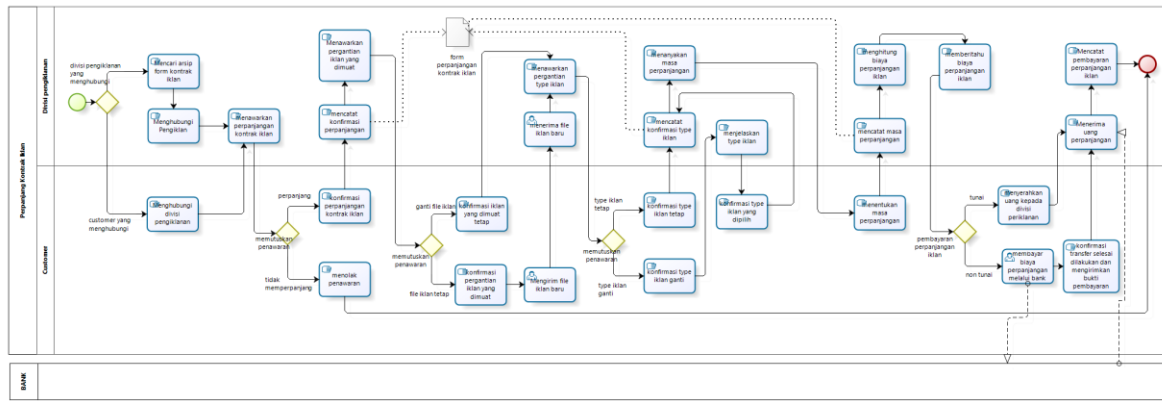 Perpanjang Kontrak Iklan
Divisi pengiklanan
Customer
BANK
divisi pengiklanan
yang
menghubungi
Mencari arsip
form kontrak
iklan
Menghubungi
Pengiklan
menawarkan
perpanjangan
kontrak iklan
Menghubungi
divisi
pengiklanan
customer yang
menghubungi
memutuskan
penawaran
perpanjang
tidak
memperpanjang
Menawarkan
pergantian
iklan yang
dimuat
mencatat
konfirmasi
perpanjangan
konfirmasi
perpanjangan
kontrak iklan
menolak
penawaran
form
perpanjangan
kontrak iklan
ganti file iklan
memutuskan
penawaran
file iklan tetap
konfirmasi iklan
yang dimuat
tetap
konfirmasi
pergantian
iklan yang
dimuat
Menawarkan
pergantian type
iklan
Menerima file
iklan baru
Mengirim file
iklan baru
type iklan
tetap
memutuskan
penawaran
type iklan
ganti
Menanyakan
masa
perpanjangan
mencatat
konfirmasi type
iklan
konfirmasi type
iklan tetap
konfirmasi type
iklan ganti
menjelaskan
type iklan
konfirmasi type
iklan yang
dipilih
menghitung
biaya
perpanjangan
iklan
mencatat masa
perpanjangan
menentukan
masa
perpanjangan
memberitahu
biaya
perpanjangan
iklan
pembayaran
perpanjangan
iklan
tunai
non tunai
Menyerahkan
uang kepada
divisi
periklanan
membayar
biaya
perpanjangan
melalui bank
Mencatat
pembayaran
perpanjangan
iklan
Menerima
uang
perpanjangan
konfirmasi
transfer selesai
dilakukan dan
mengirimkan
bukti
pembayaran